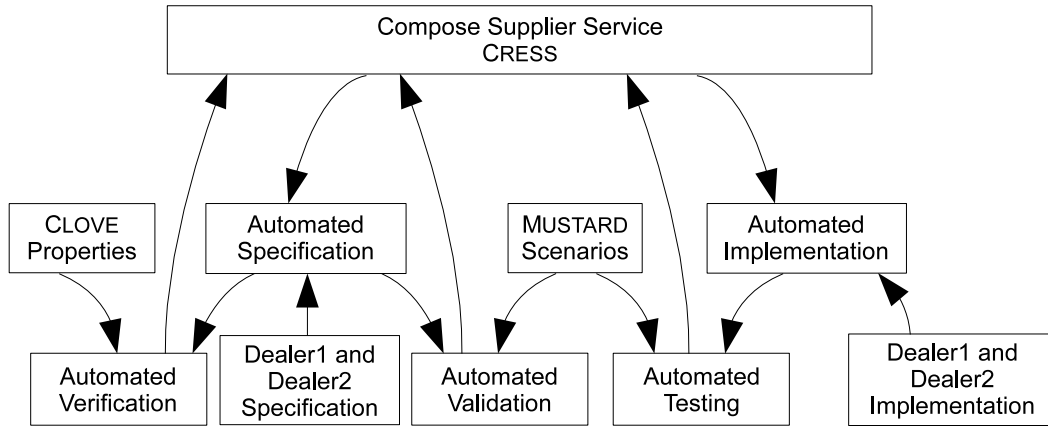 Compose Supplier Service
CRESS
CLOVE
Properties
Automated
Specification
MUSTARD
Scenarios
Automated
Implementation
Automated
Verification
Dealer1 and
Dealer2
Specification
Automated
Validation
Automated
Testing
Dealer1 and
Dealer2
Implementation